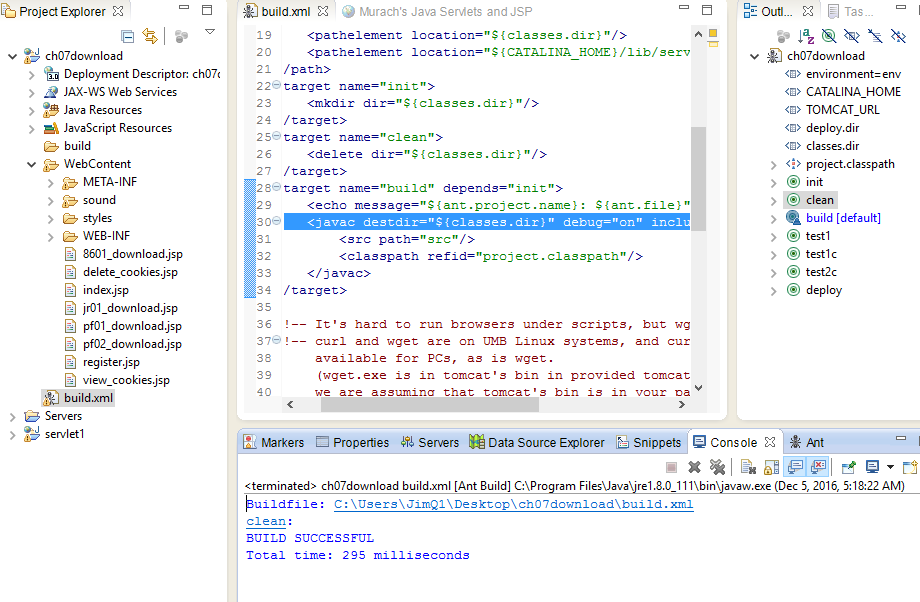 Project Explorer
ch07download
Deployment Descriptor: ch07d
JAX-WS Web Services
Java Resources
JavaScript Resources
build
WebContent
META-INF
sound
styles
WEB-INF
8601_download.jsp
delete_cookies.jsp
index.jsp
jr01_download.jsp
pf01_download.jsp
pf02_download.jsp
register.jsp
view_cookies.jsp
build.xml
Servers
servlet1
build.xml
Murach's Java Servlets and JSP
19 <pathelement location="${classes.dir}"/>
20 <pathelement location="${CATALINA_HOME}/lib/serv
21 /path>
22 target name="init">
23 <mkdir dir="${classes.dir}"/>
24 /target>
25 target name="clean">
26 <delete dir="${classes.dir}"/>
27 /target>
28 target name="build" depends="init">
29 <echo message="${ant.project.name}: ${ant.file}"
30 <javac destdir="${classes.dir}" debug="on" inclu
31 <src path="src"/>
32 <classpath refid="project.classpath"/>
33 </javac>
34 /target>
35
36 !-- It's hard to run browsers under scripts, but wg
37 !-- curl and wget are on UMB Linux systems, and cur
38 available for PCs, as is wget.
39 (wget.exe is in tomcat's bin in provided tomcat
40 we are assuming that tomcat's bin is in your pa
Outl...
Tas...
ch07download
environment=env
CATALINA_HOME
TOMCAT_URL
deploy.dir
classes.dir
project.classpath
init
clean
build [default]
test1
test1c
test2c
deploy
Markers
Properties
Servers
Data Source Explorer
Snippets
Console
Ant
<terminated> ch07download build.xml [Ant Build] C:\Program Files\Java\jre1.8.0_111\bin\javaw.exe (Dec 5, 2016, 5:18:22 AM)
Buildfile: C:\Users\JimQ1\Desktop\ch07download\build.xml
clean:
BUILD SUCCESSFUL
Total time: 295 milliseconds